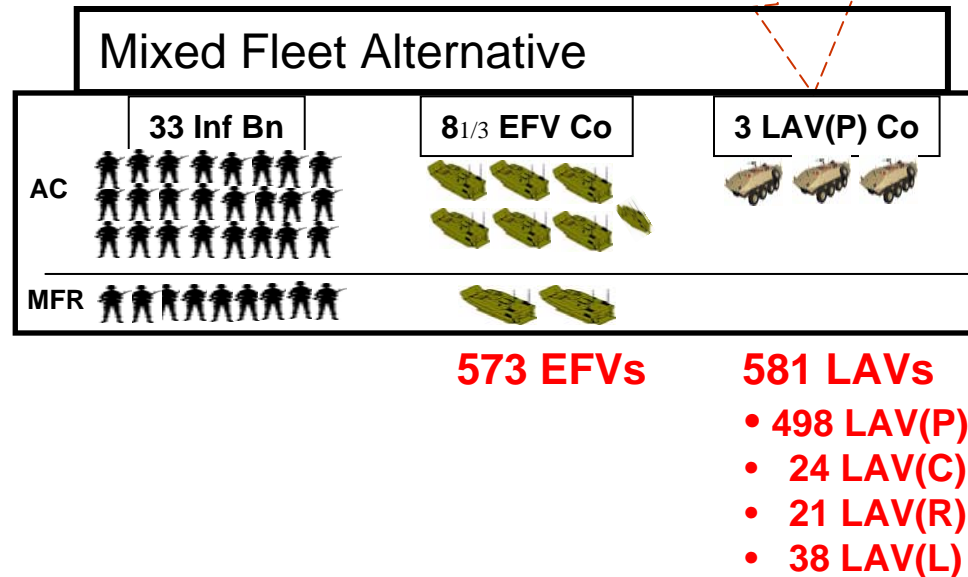 Mixed Fleet Alternative
33 Inf Bn
81/3 EFV Co
3 LAV(P) Co
AC
MFR
573 EFVs
581 LAVs
• 498 LAV(P)
• 24 LAV(C)
• 21 LAV(R)
• 38 LAV(L)